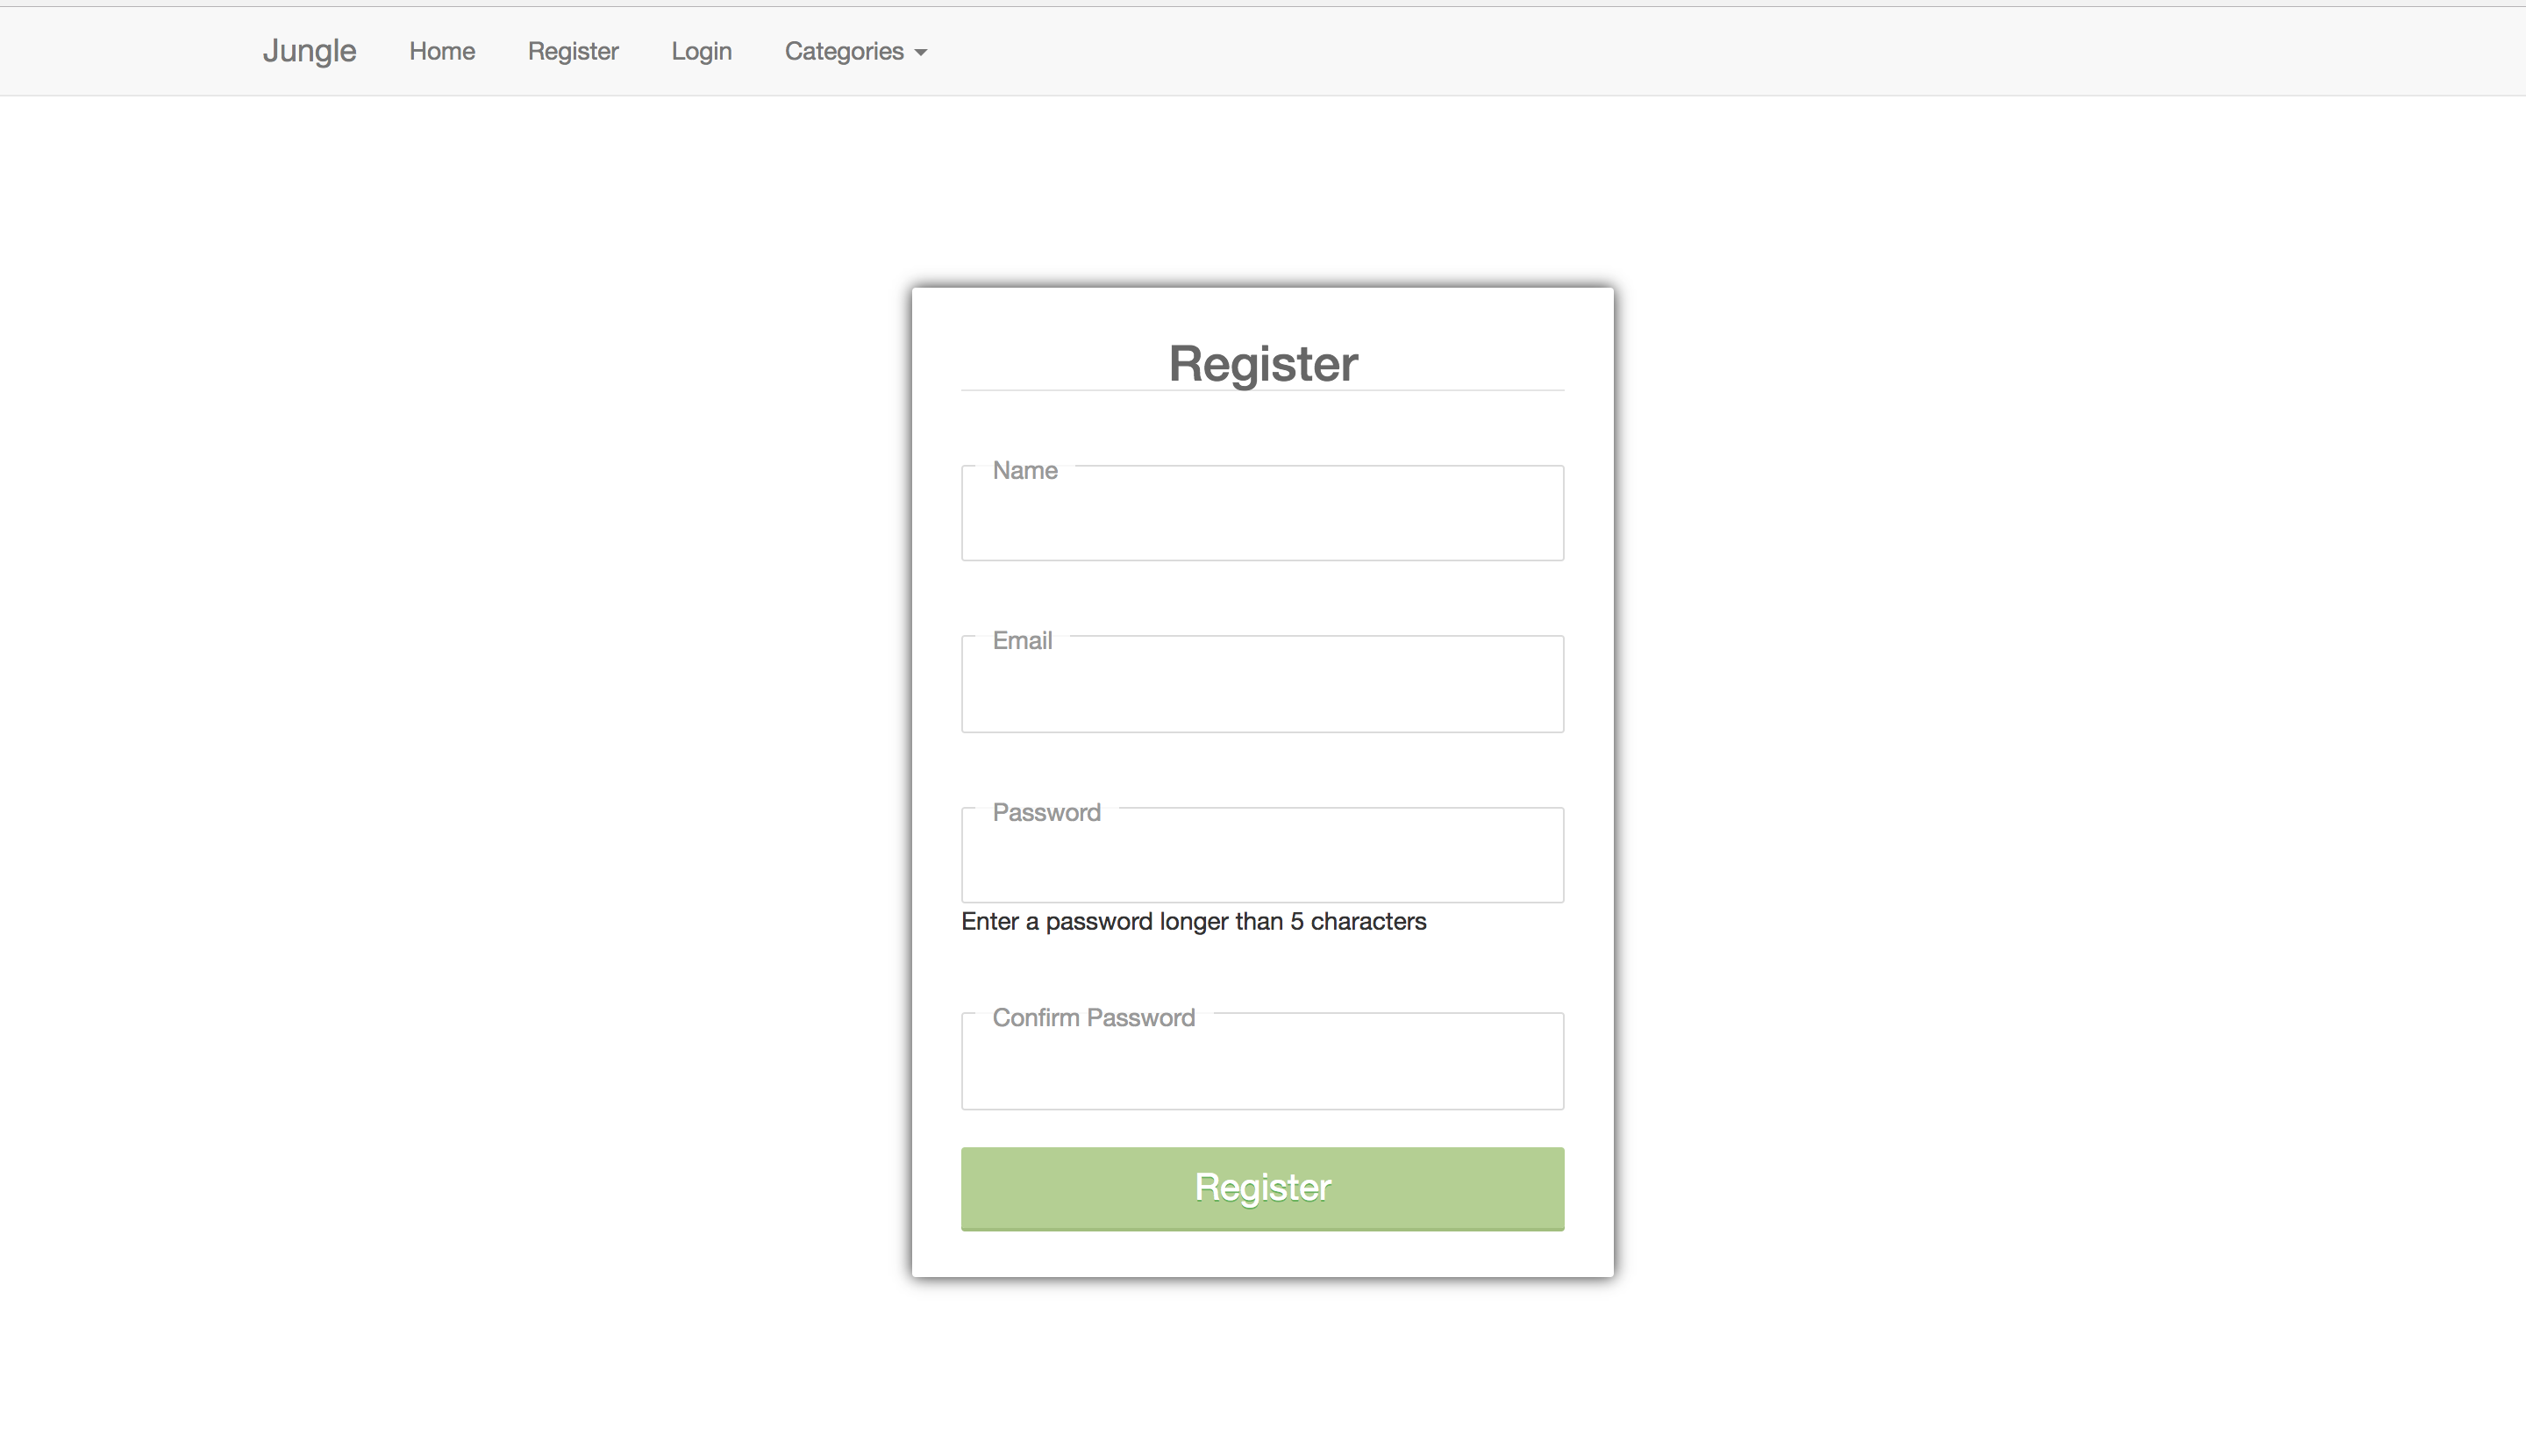 Jungle Home Register Login Categories
Register
Name
Email
Password
Enter a password longer than 5 characters
Confirm Password
Register